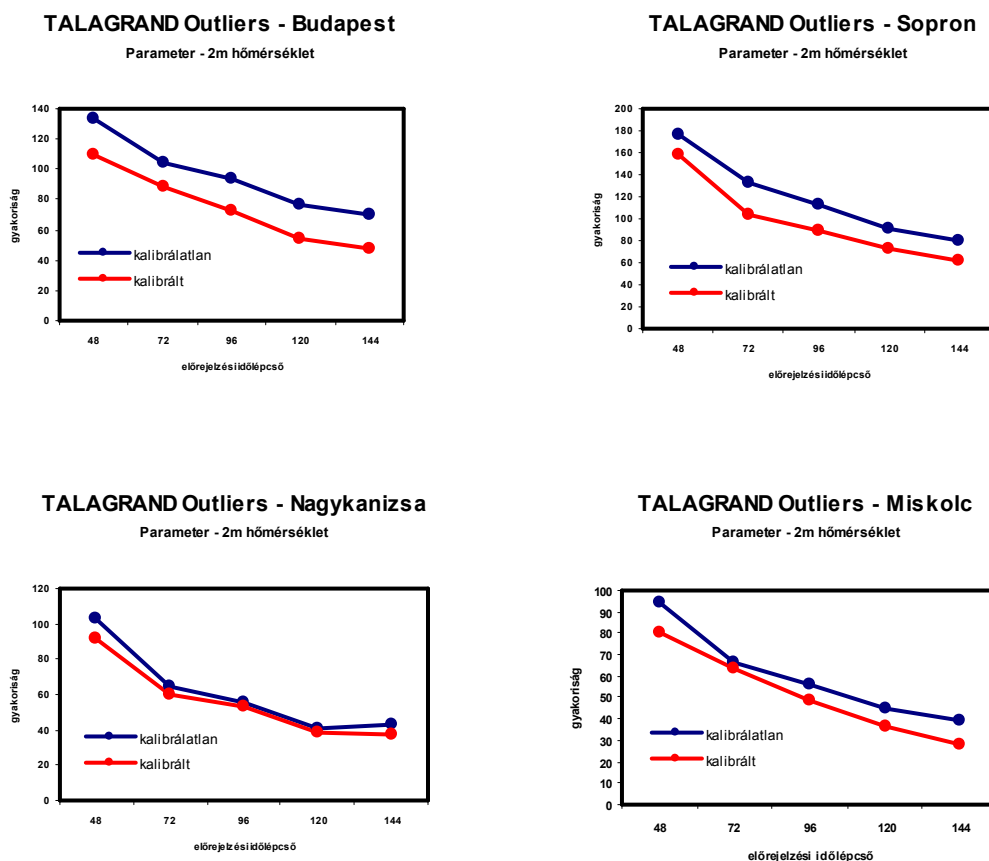 TALAGRAND Outliers - Budapest
Parameter - 2m hőmérséklet
140
120
100
80
60
40
20
0
gyakoriság
kalibrálatlan
kalibrált
48 72 96 120 144
előrejelzési időlépcső
TALAGRAND Outliers - Sopron
Parameter - 2m hőmérséklet
200
180
160
140
120
100
80
60
40
20
0
gyakoriság
kalibrálatlan
kalibrált
48 72 96 120 144
előrejelzési időlépcső
TALAGRAND Outliers - Nagykanizsa
Parameter - 2m hőmérséklet
120
100
80
60
40
20
0
gyakoriság
kalibrálatlan
kalibrált
48 72 96 120 144
előrejelzési időlépcső
TALAGRAND Outliers - Miskolc
Parameter - 2m hőmérséklet
100
90
80
70
60
50
40
30
20
10
0
gyakoriság
kalibrálatlan
kalibrált
48 72 96 120 144
előrejelzési időlépcső